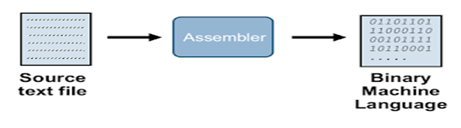 Assembler
01101101
11000110
00101111
10110001
.....
Source
text file
Binary
Machine
Language